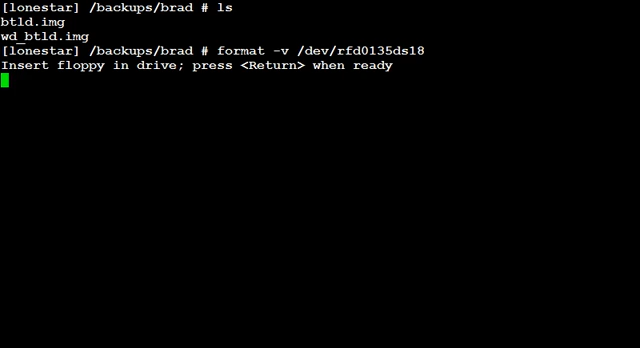 [lonestar] /backups/brad # ls
btld.img
wd_btld.img
[lonestar] /backups/brad # format -v /dev/rfd0135ds18
Insert floppy in drive; press <Return> when ready